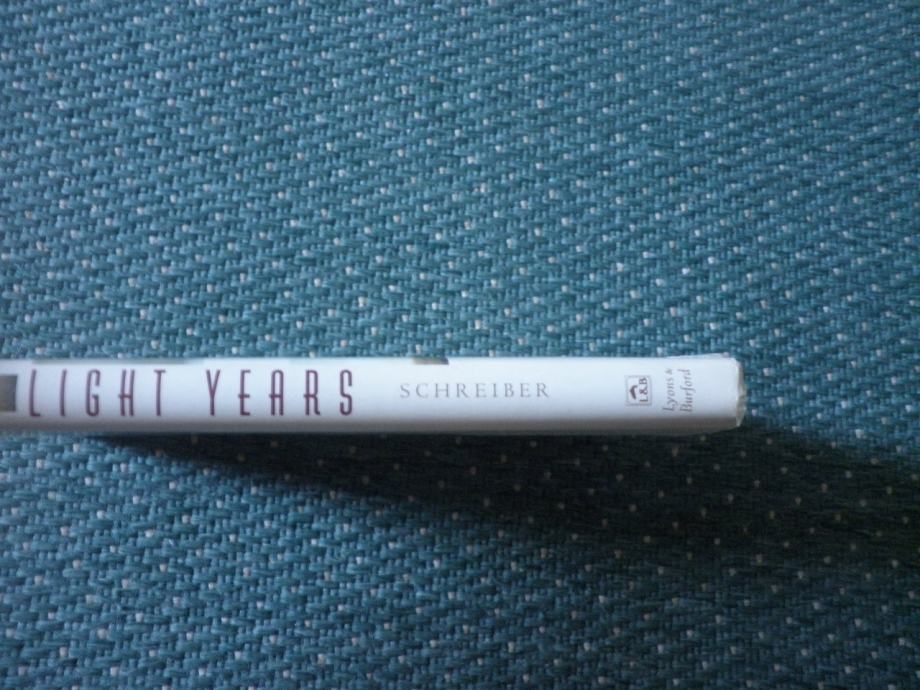 LIGHT YEARS
SCHREIBER
L&B
Lyons &
Burford